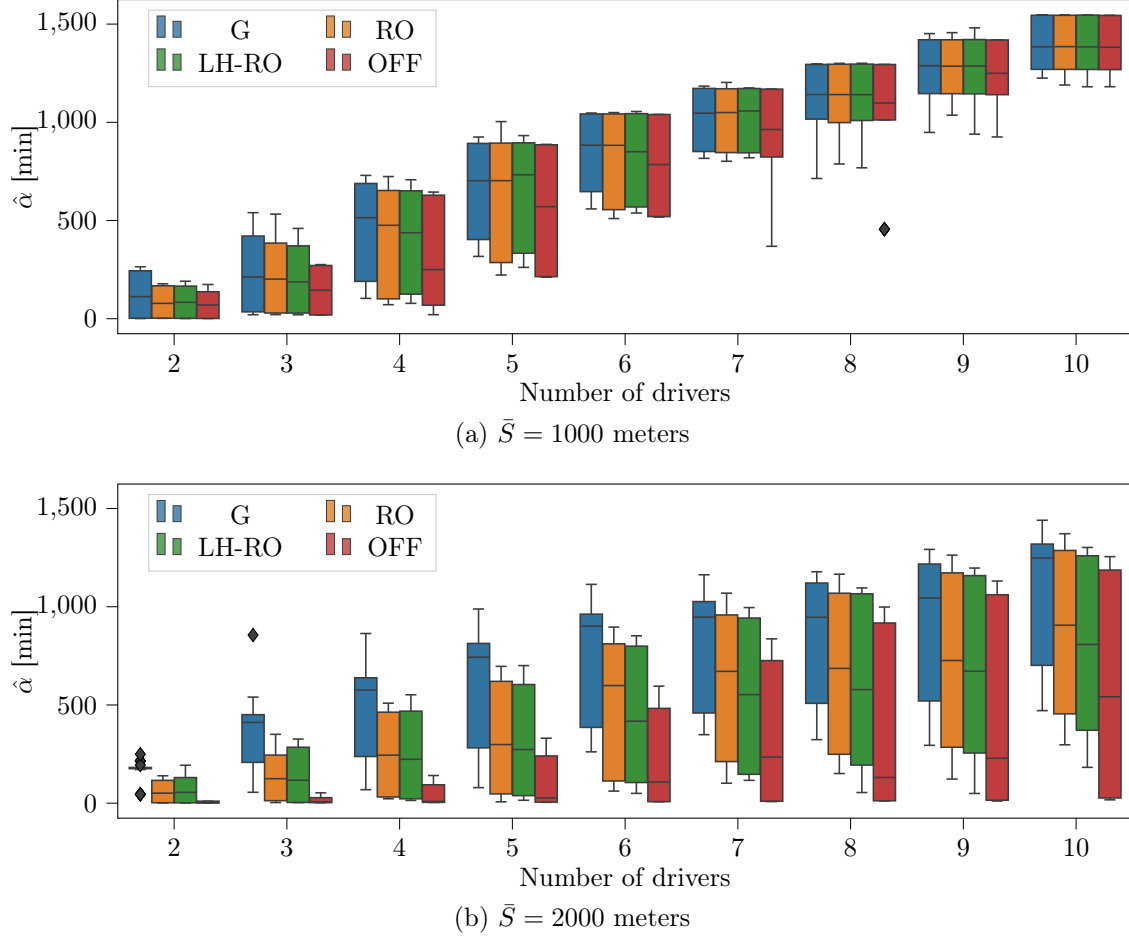 1,500
1,000
500
0
α̂ [min]
G RO
LH-RO OFF
2 3 4 5 6 7 8 9 10
Number of drivers
(a) S̄ = 1000 meters
1,500
1,000
500
0
α̂ [min]
G RO
LH-RO OFF
2 3 4 5 6 7 8 9 10
Number of drivers
(b) S̄ = 2000 meters